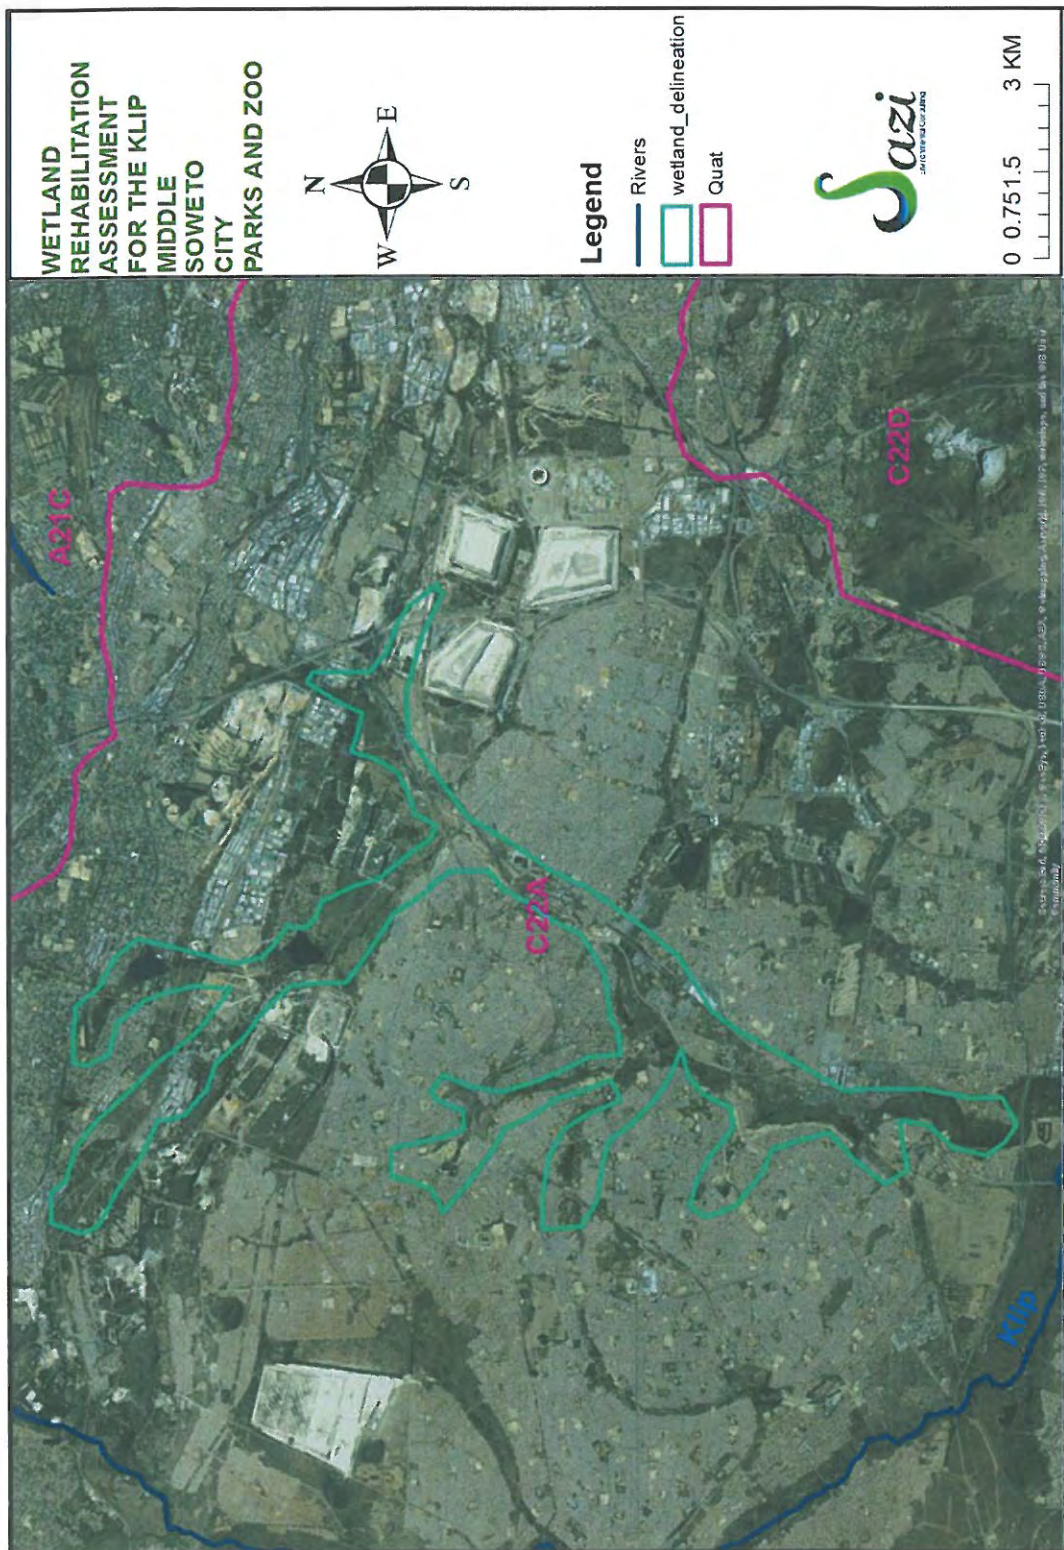 WETLAND
REHABILITATION
ASSESSMENT
FOR THE KLIP
MIDDLE
SOWETO
CITY
PARKS AND ZOO
N
W
E
S
Legend
Rivers
wetland_delineation
Quat
Sazi
0 0.751.5 3 KM
A21C
C22A
C22D
Klip